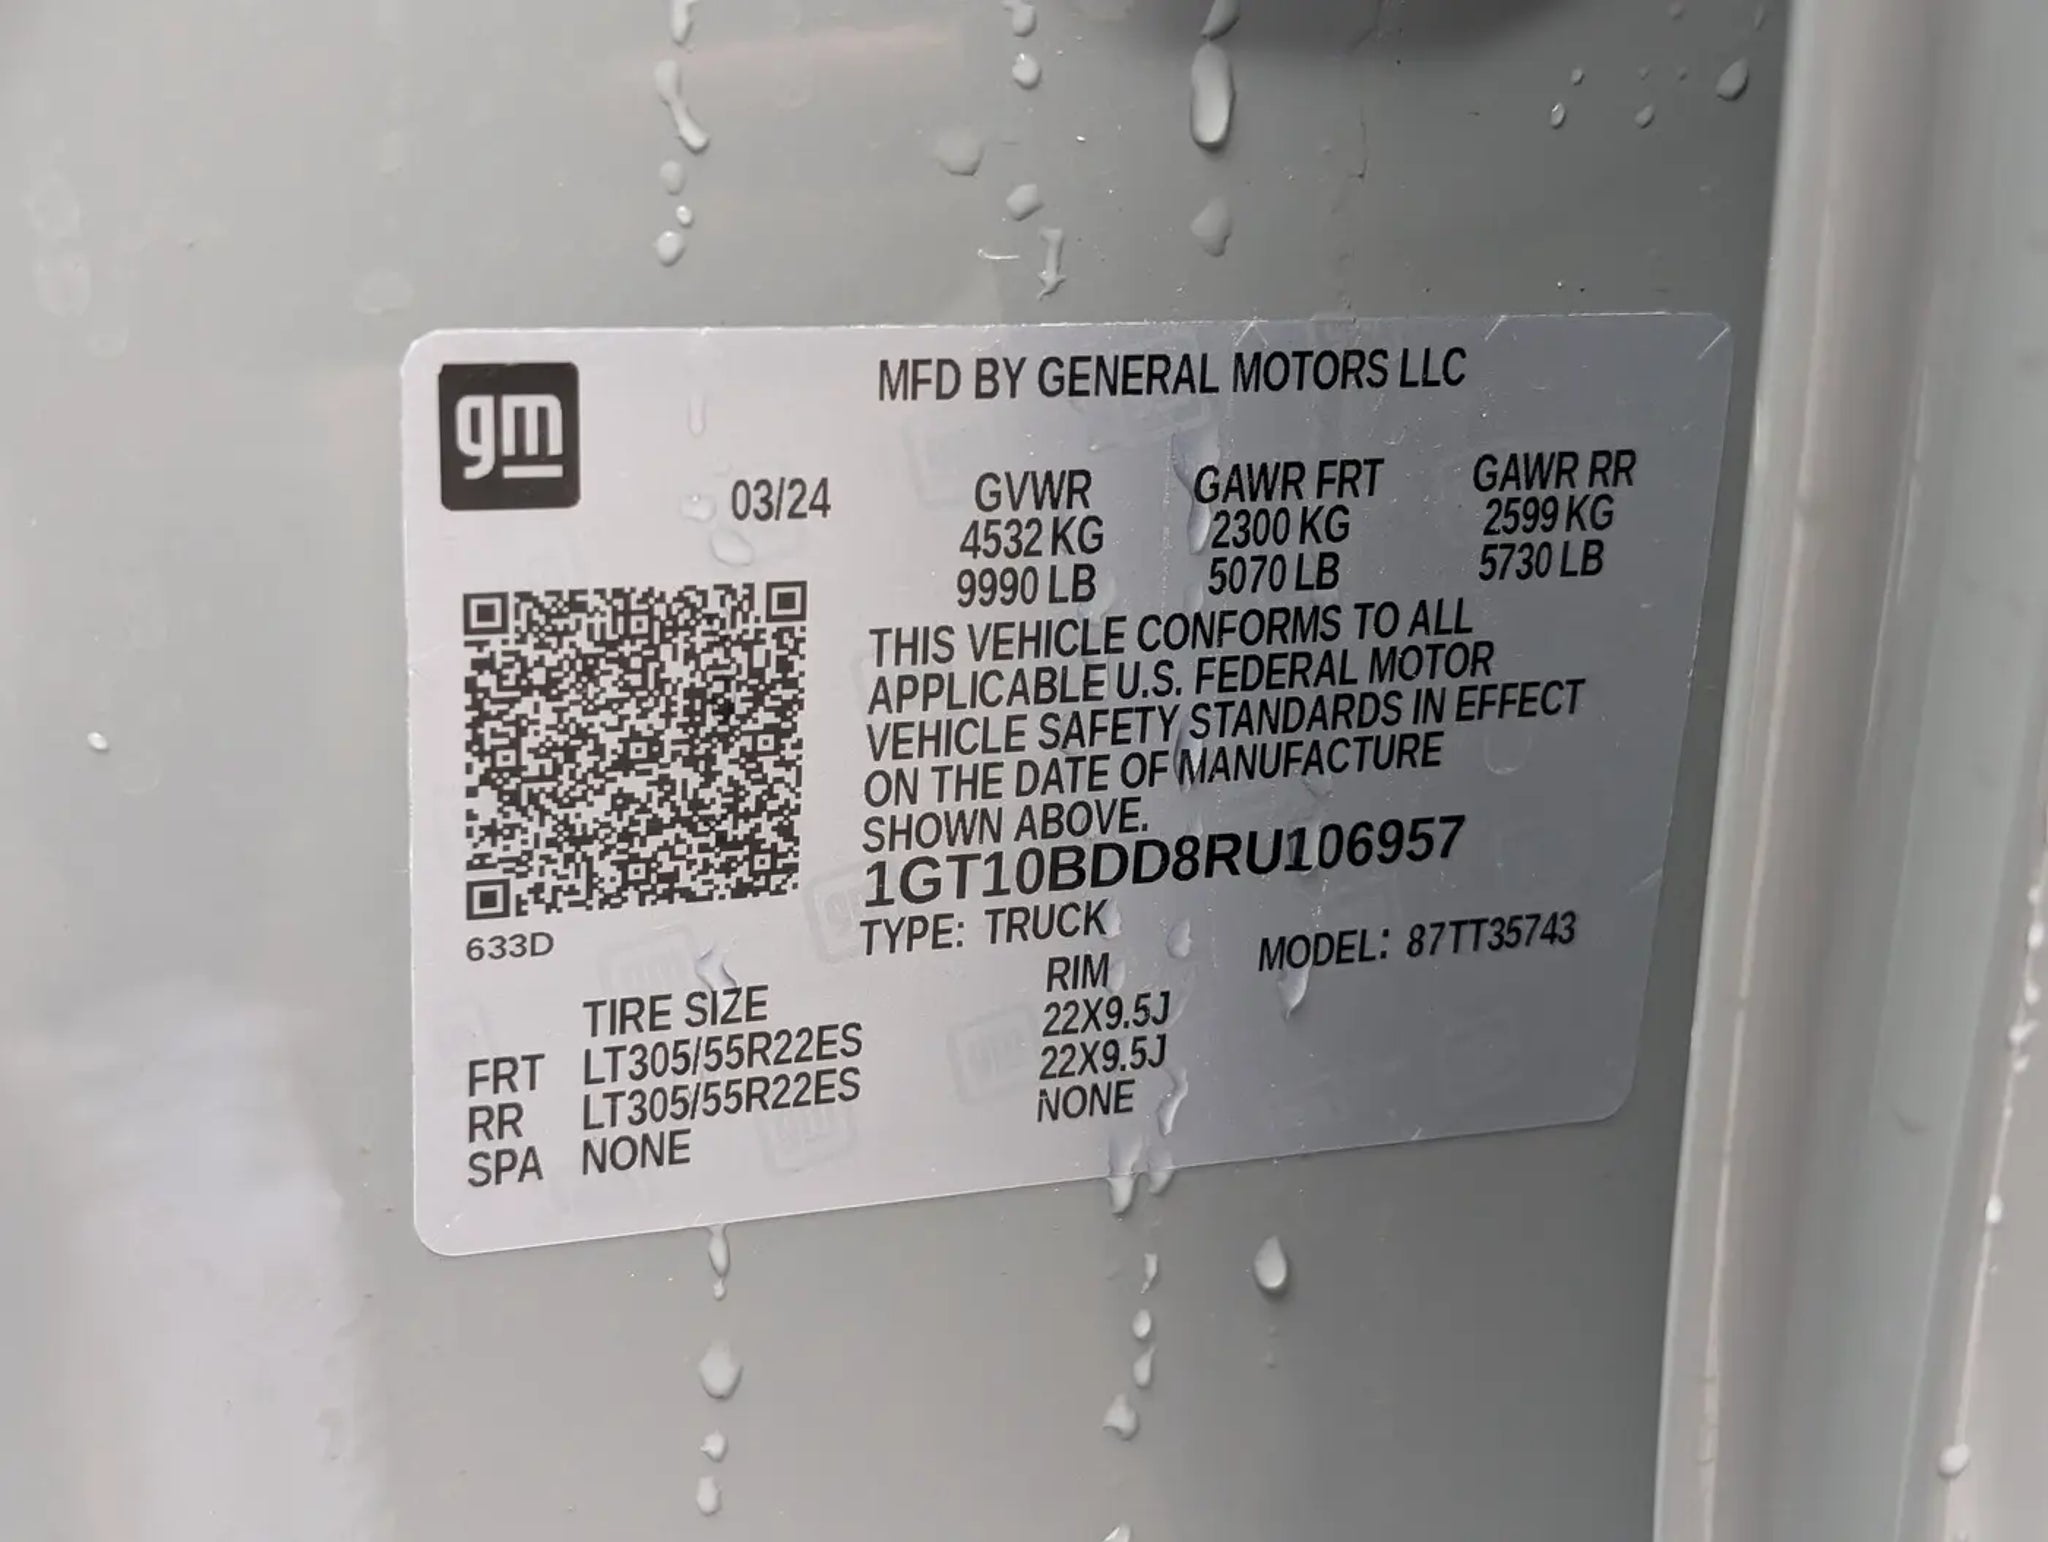 gm
MFD BY GENERAL MOTORS LLC
03/24
GVWR GAWR FRT GAWR RR
4532 KG 2300 KG 2599 KG
9990 LB 5070 LB 5730 LB
THIS VEHICLE CONFORMS TO ALL
APPLICABLE U.S. FEDERAL MOTOR
VEHICLE SAFETY STANDARDS IN EFFECT
ON THE DATE OF MANUFACTURE
SHOWN ABOVE.
1GT10BDD8RU106957
TYPE: TRUCK MODEL: 87TT35743
633D
TIRE SIZE RIM
FRT LT305/55R22ES 22X9.5J
RR LT305/55R22ES 22X9.5J
SPA NONE NONE